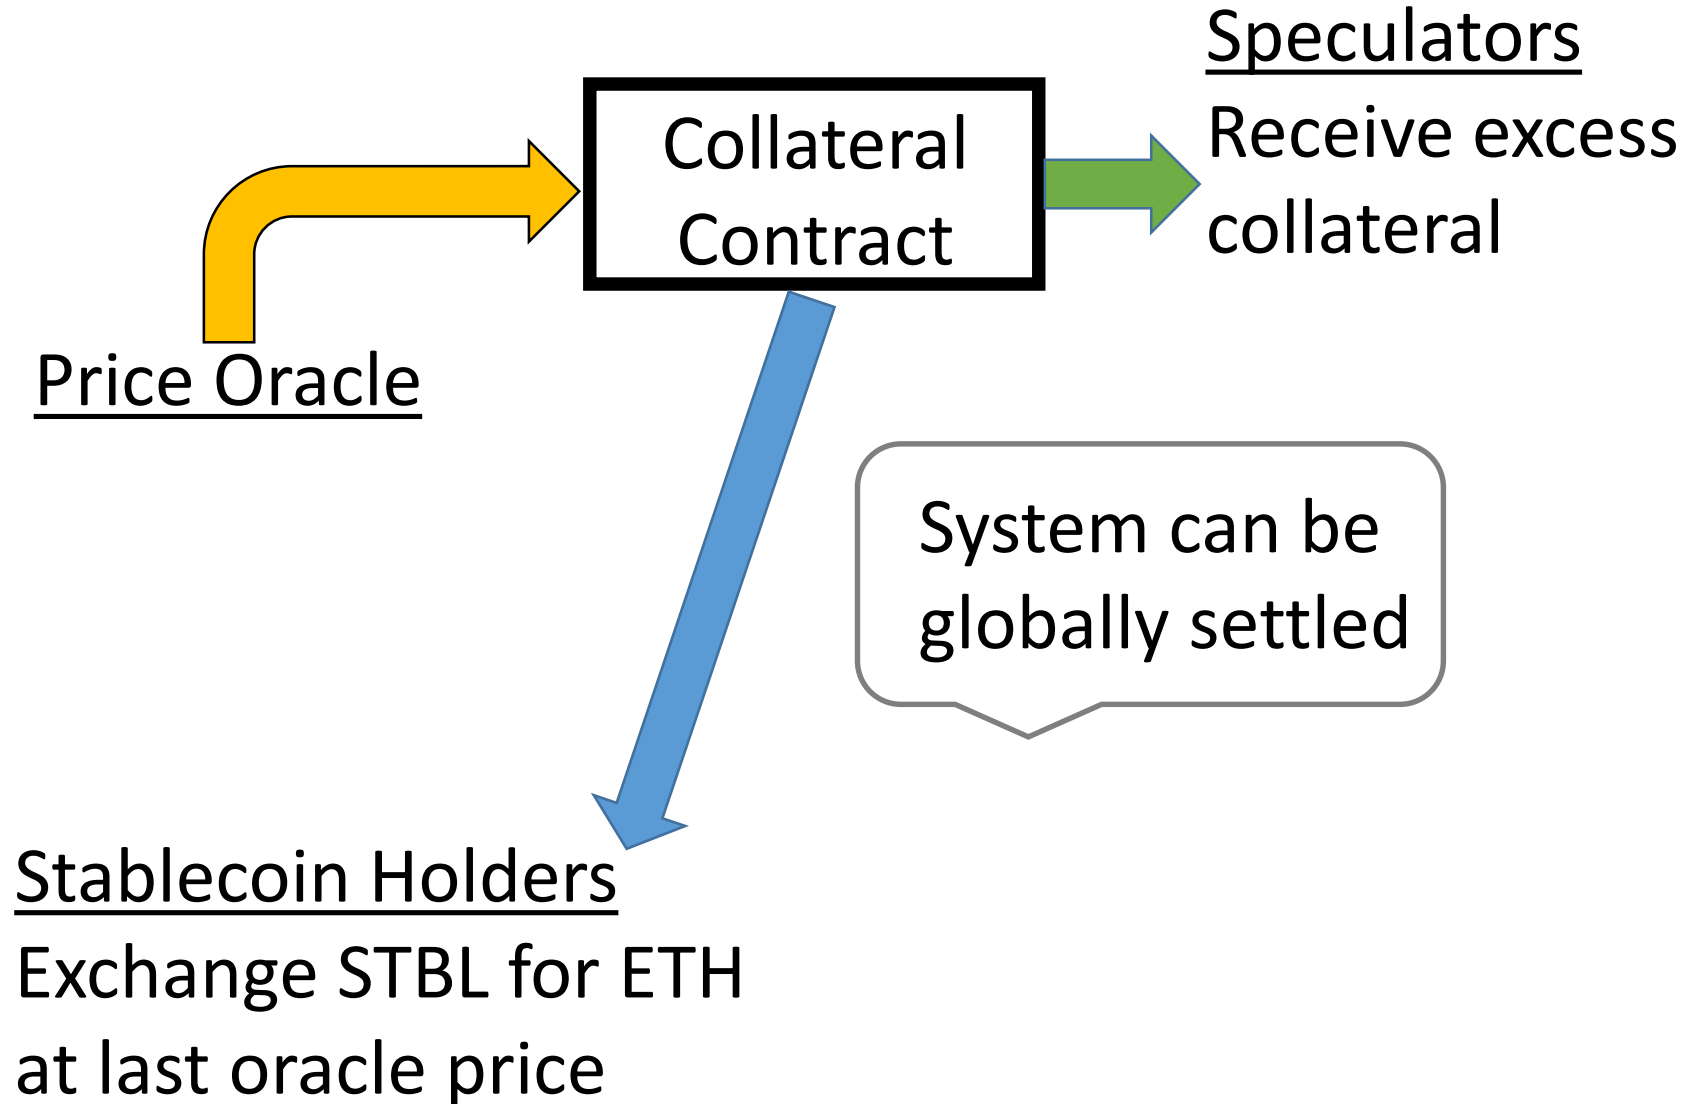 Speculators
Receive excess
collateral
Collateral
Contract
Price Oracle
System can be
globally settled
Stablecoin Holders
Exchange STBL for ETH
at last oracle price